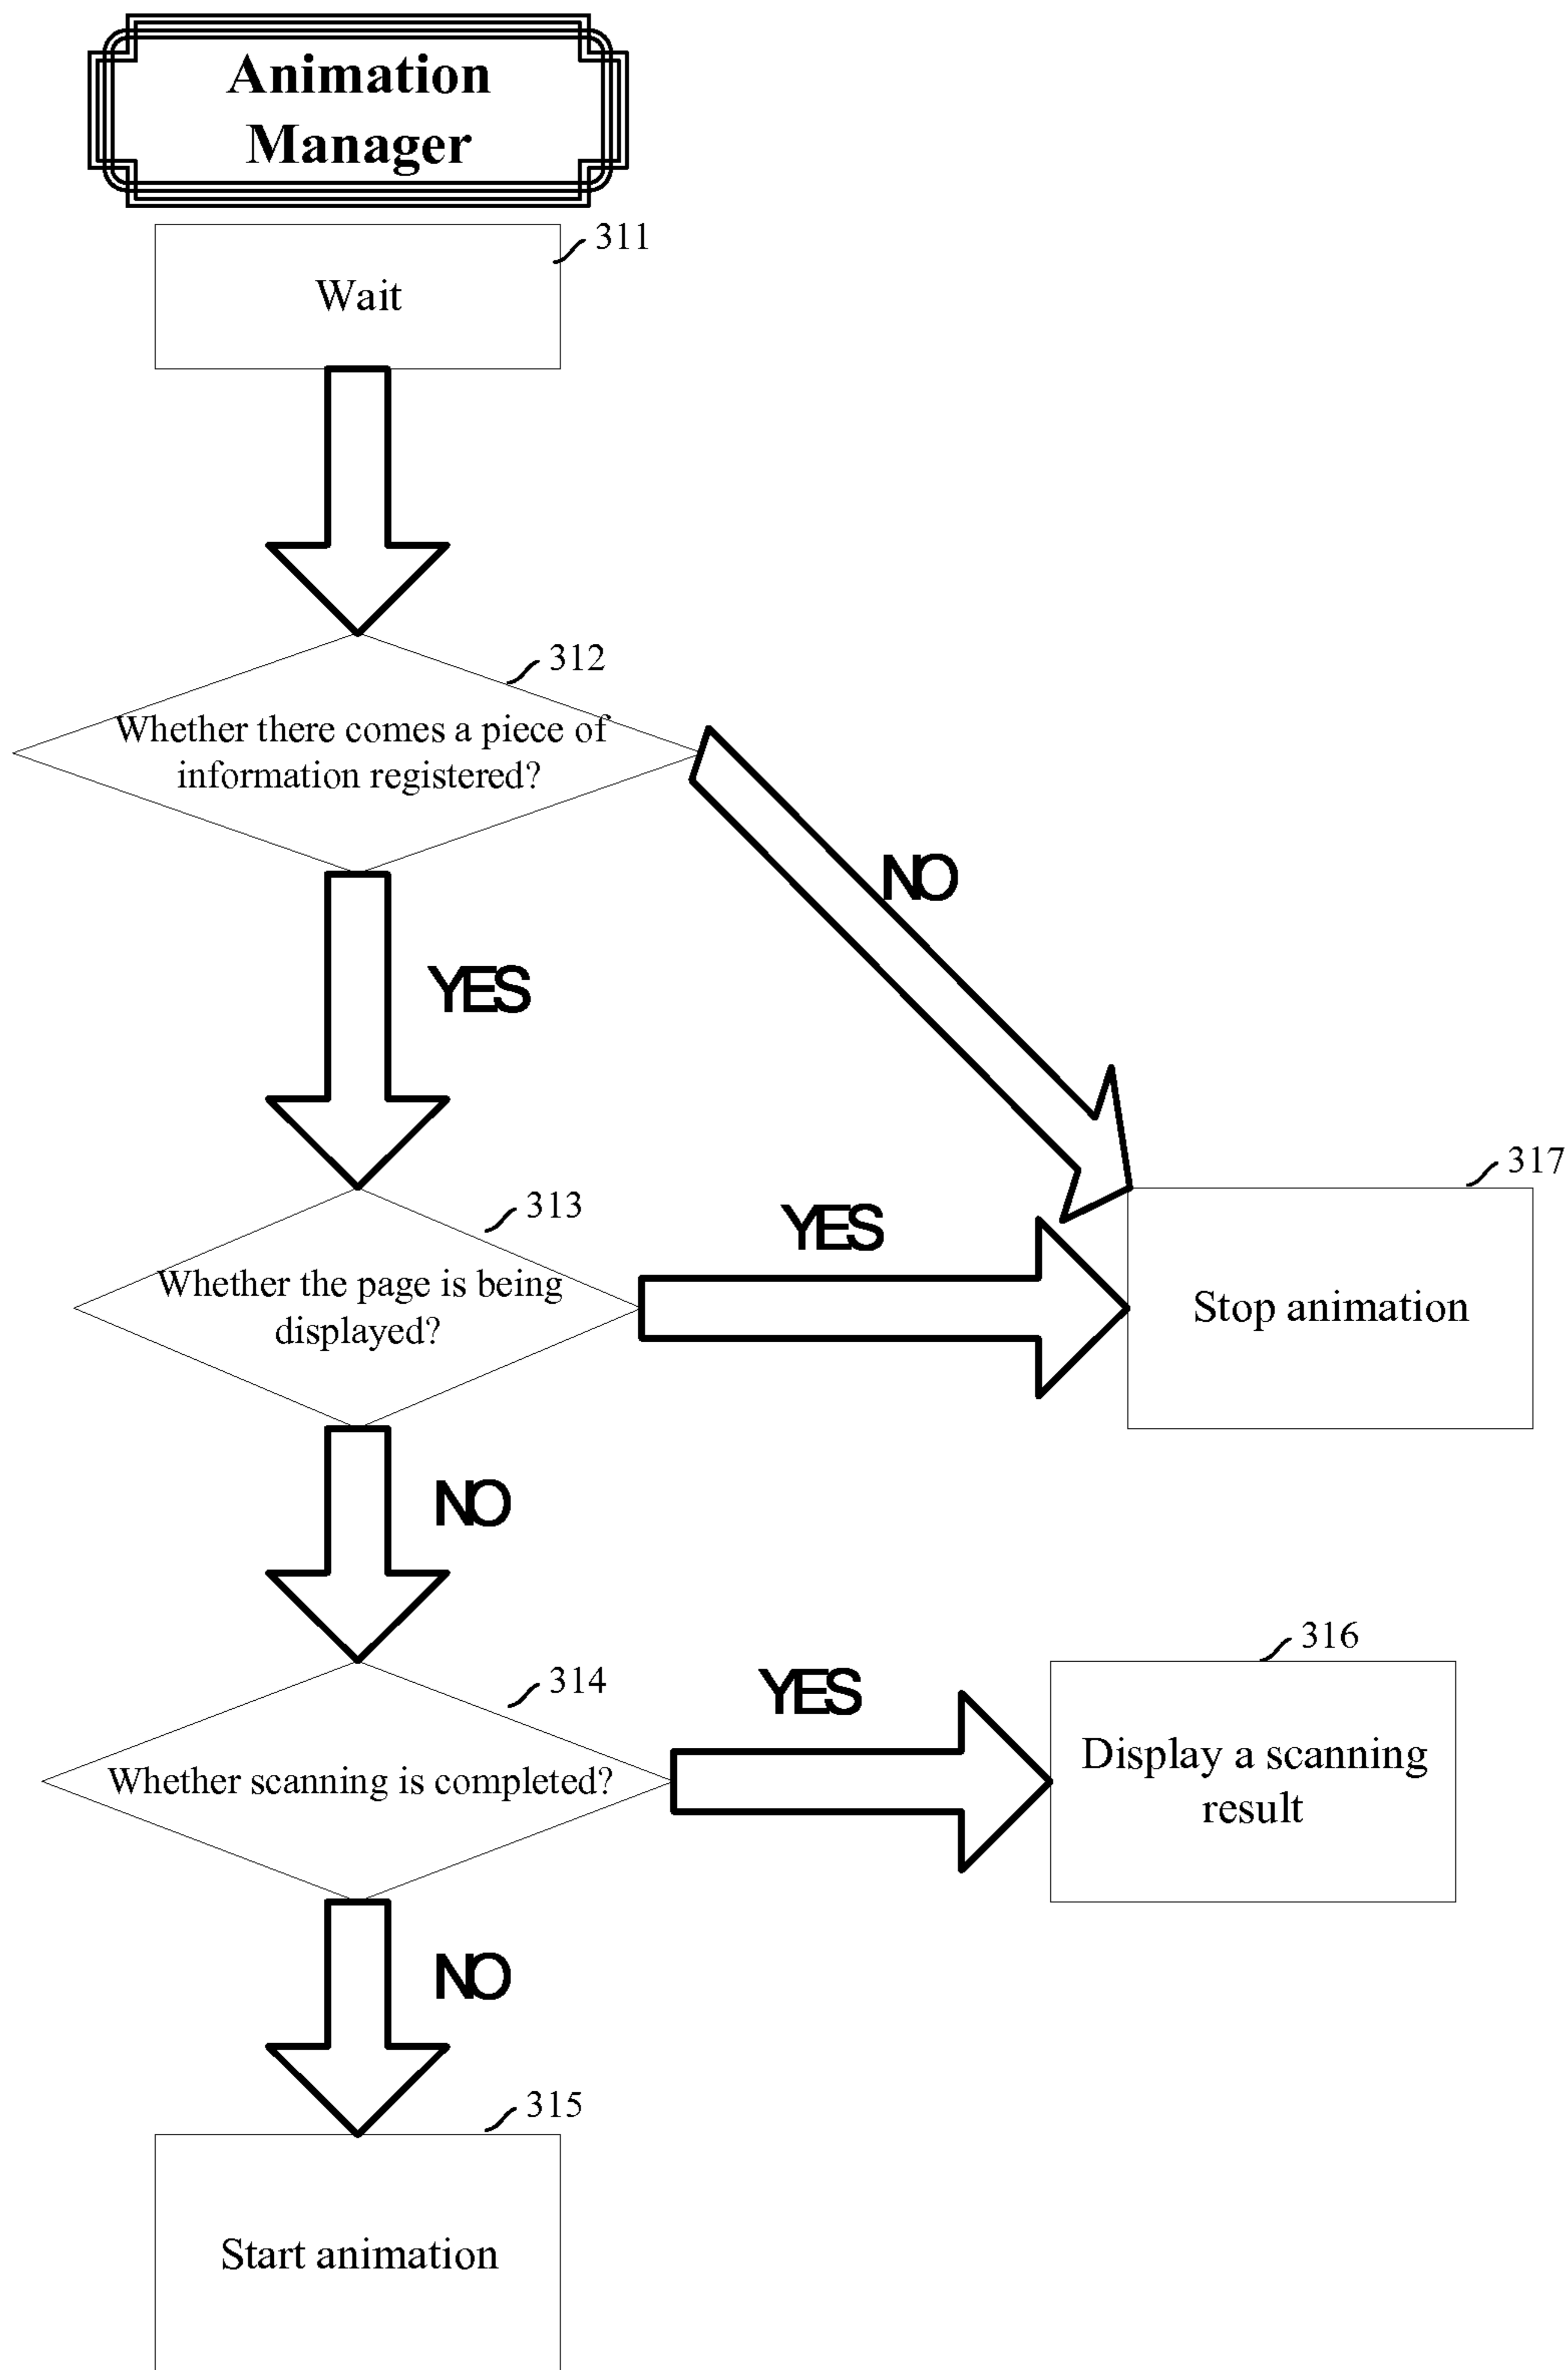 Animation
Manager
311
Wait
312
Whether there comes a piece of
information registered?
NO
YES
317
313
YES
Whether the page is being
displayed?
Stop animation
NO
316
314
YES
Display a scanning
result
Whether scanning is completed?
NO
315
Start animation